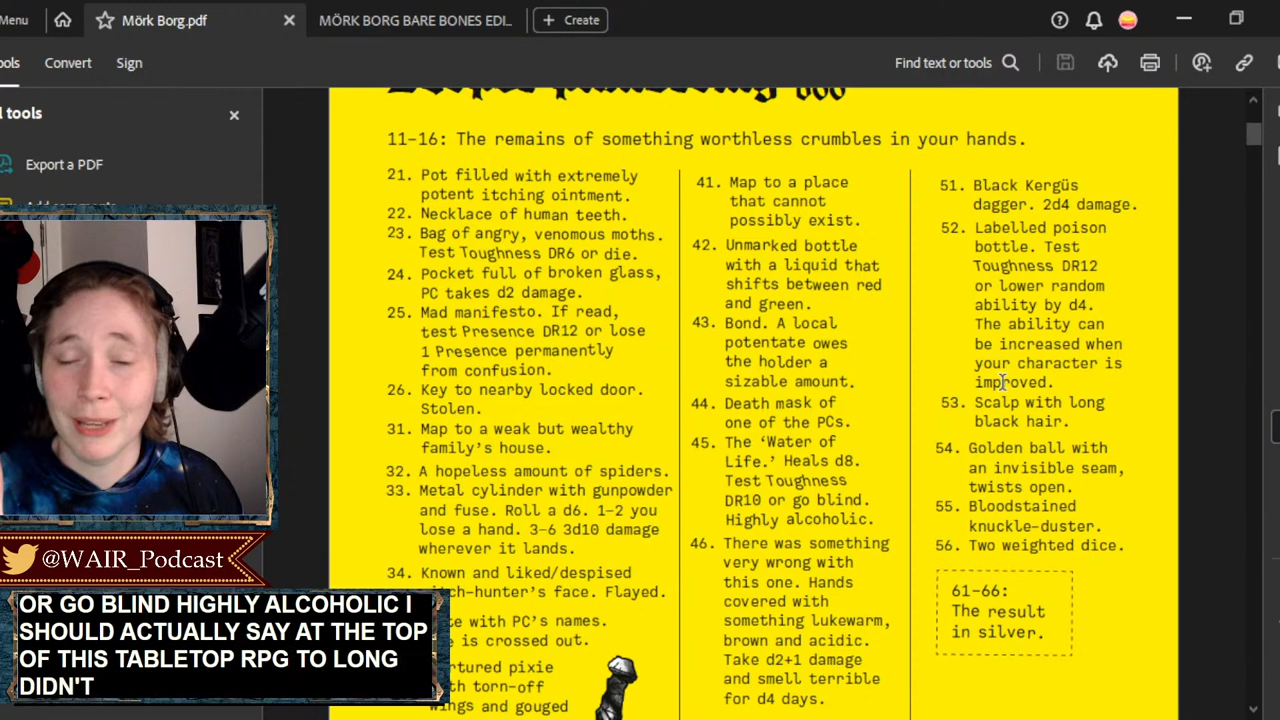 Menu
Mörk Borg.pdf
MÖRK BORG BARE BONES EDI...
Create
ols
Convert
Sign
Find text or tools
l tools
Export a PDF
11-16: The remains of something worthless crumbles in your hands.
21. Pot filled with extremely
potent itching ointment.
22. Necklace of human teeth.
23. Bag of angry, venomous moths.
Test Toughness DR6 or die.
24. Pocket full of broken glass,
PC takes d2 damage.
25. Mad manifesto. If read,
test Presence DR12 or lose
1 Presence permanently
from confusion.
26. Key to nearby locked door.
Stolen.
31. Map to a weak but wealthy
family's house.
32. A hopeless amount of spiders.
33. Metal cylinder with gunpowder
and fuse. Roll a d6. 1-2 you
lose a hand. 3-6 3d10 damage
wherever it lands.
34. Known and liked/despised
tch-hunter's face. Flayed.
te with PC's names.
e is crossed out.
rtured pixie
th torn-off
wings and gouged
41. Map to a place
that cannot
possibly exist.
42. Unmarked bottle
with a liquid that
shifts between red
and green.
43. Bond. A local
potentate owes
the holder a
sizable amount.
44. Death mask of
one of the PCs.
45. The 'Water of
Life.' Heals d8.
Test Toughness
DR10 or go blind.
Highly alcoholic.
46. There was something
very wrong with
this one. Hands
covered with
something lukewarm,
brown and acidic.
Take d2+1 damage
and smell terrible
for d4 days.
51. Black Kergüs
dagger. 2d4 damage.
52. Labelled poison
bottle. Test
Toughness DR12
or lower random
ability by d4.
The ability can
be increased when
your character is
improved.
53. Scalp with long
black hair.
54. Golden ball with
an invisible seam,
twists open.
55. Bloodstained
knuckle-duster.
56. Two weighted dice.
61-66:
The result
in silver.
@WAIR_Podcast
OR GO BLIND HIGHLY ALCOHOLIC I
SHOULD ACTUALLY SAY AT THE TOP
OF THIS TABLETOP RPG TO LONG
DIDN'T